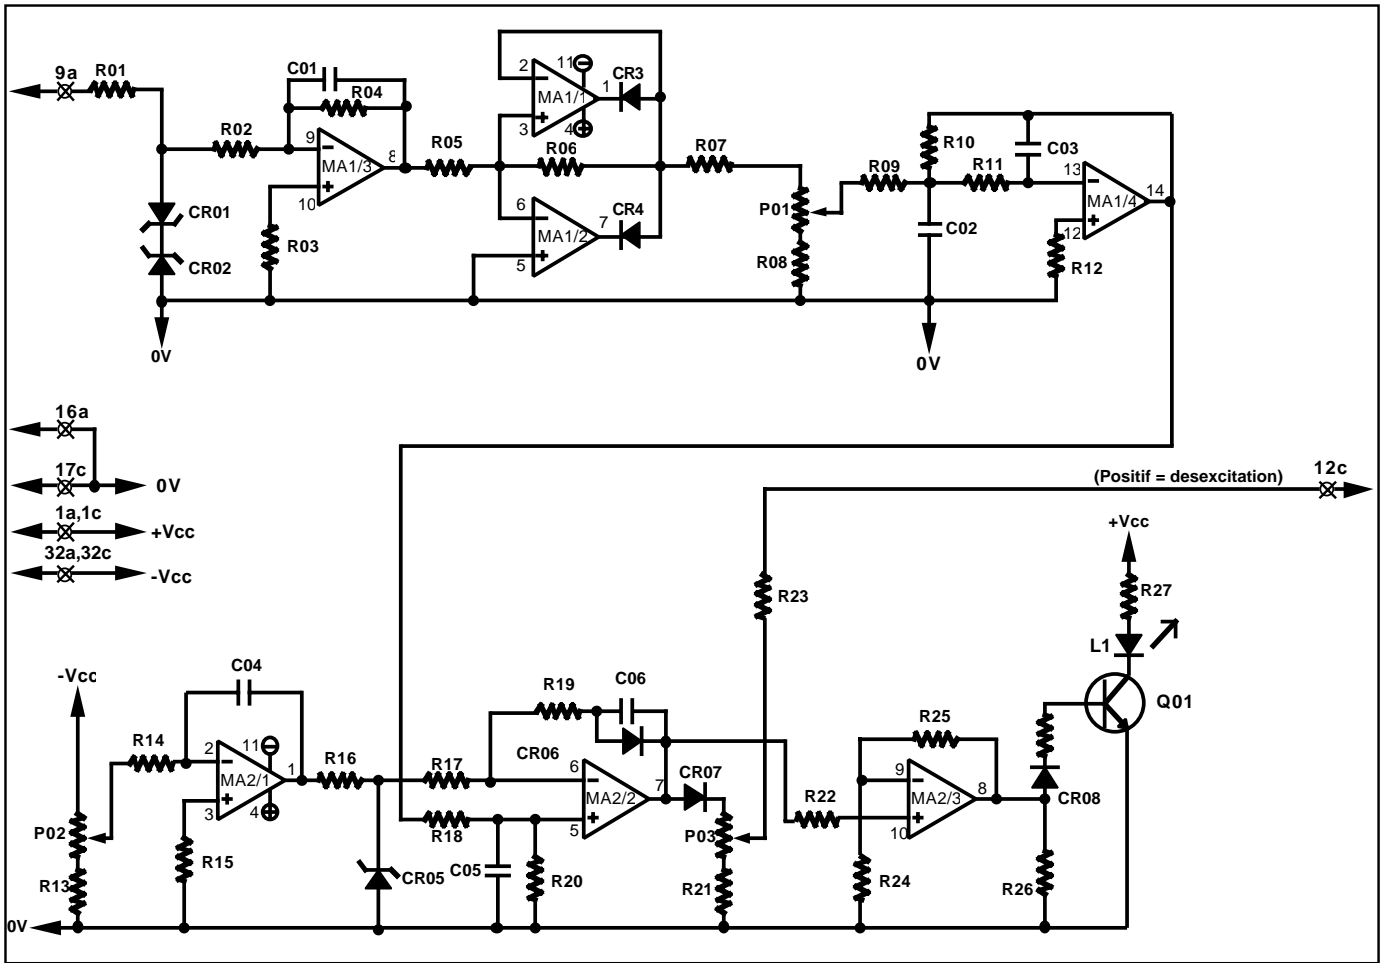 9a
R01
R02
C01
R04
9
MA1/3
8
10
R03
CR01
CR02
0V
R05
2
11
MA1/1
1
CR3
3
4
R06
6
MA1/2
7
CR4
5
R07
P01
R08
R09
R10
R11
C03
C02
13
MA1/4
14
12
R12
0V
16a
17c
0V
1a,1c
+Vcc
32a,32c
-Vcc
(Positif = desexcitation)
12c
+Vcc
R27
L1
Q01
R23
-Vcc
C04
R14
2
11
MA2/1
1
3
4
P02
R13
R15
R16
CR05
R17
R18
C05
R19
C06
CR06
6
MA2/2
7
5
R20
CR07
P03
R21
R22
R25
9
MA2/3
8
10
R24
CR08
R26
0V